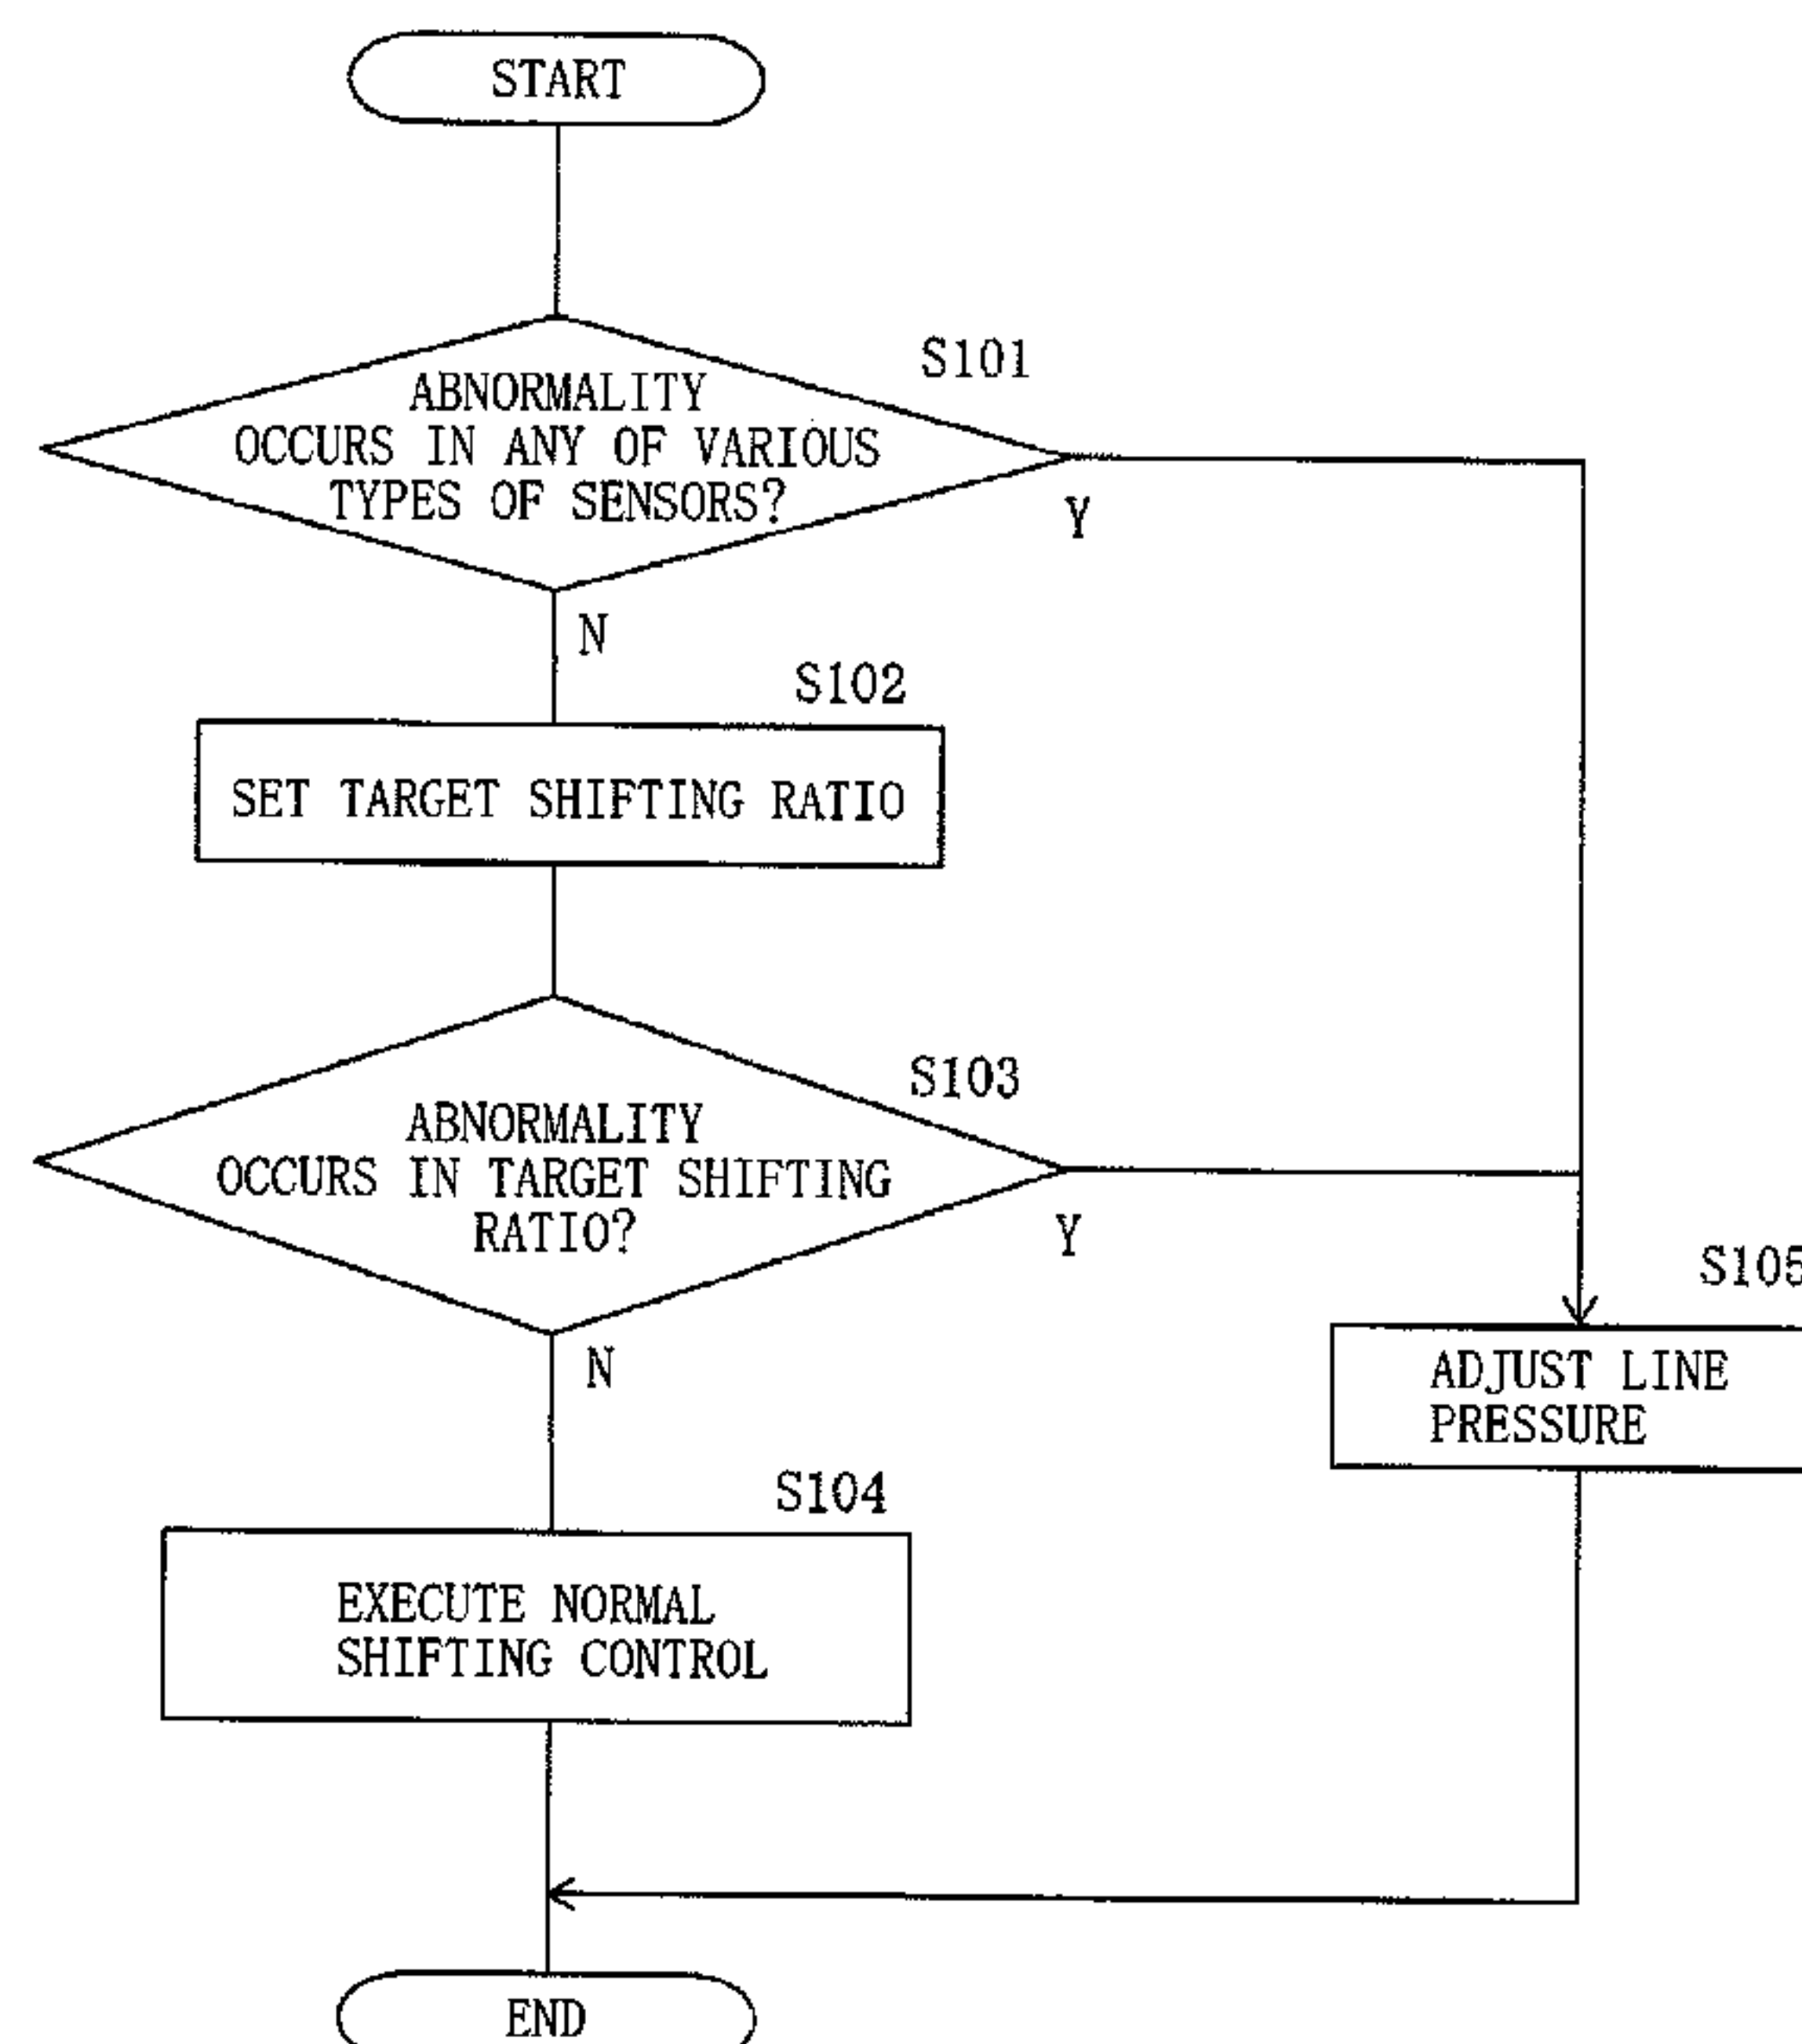 START
S101
ABNORMALITY
OCCURS IN ANY OF VARIOUS
TYPES OF SENSORS?
Y
N
S102
SET TARGET SHIFTING RATIO
S103
ABNORMALITY
OCCURS IN TARGET SHIFTING
RATIO?
Y
N
S105
ADJUST LINE
PRESSURE
S104
EXECUTE NORMAL
SHIFTING CONTROL
END